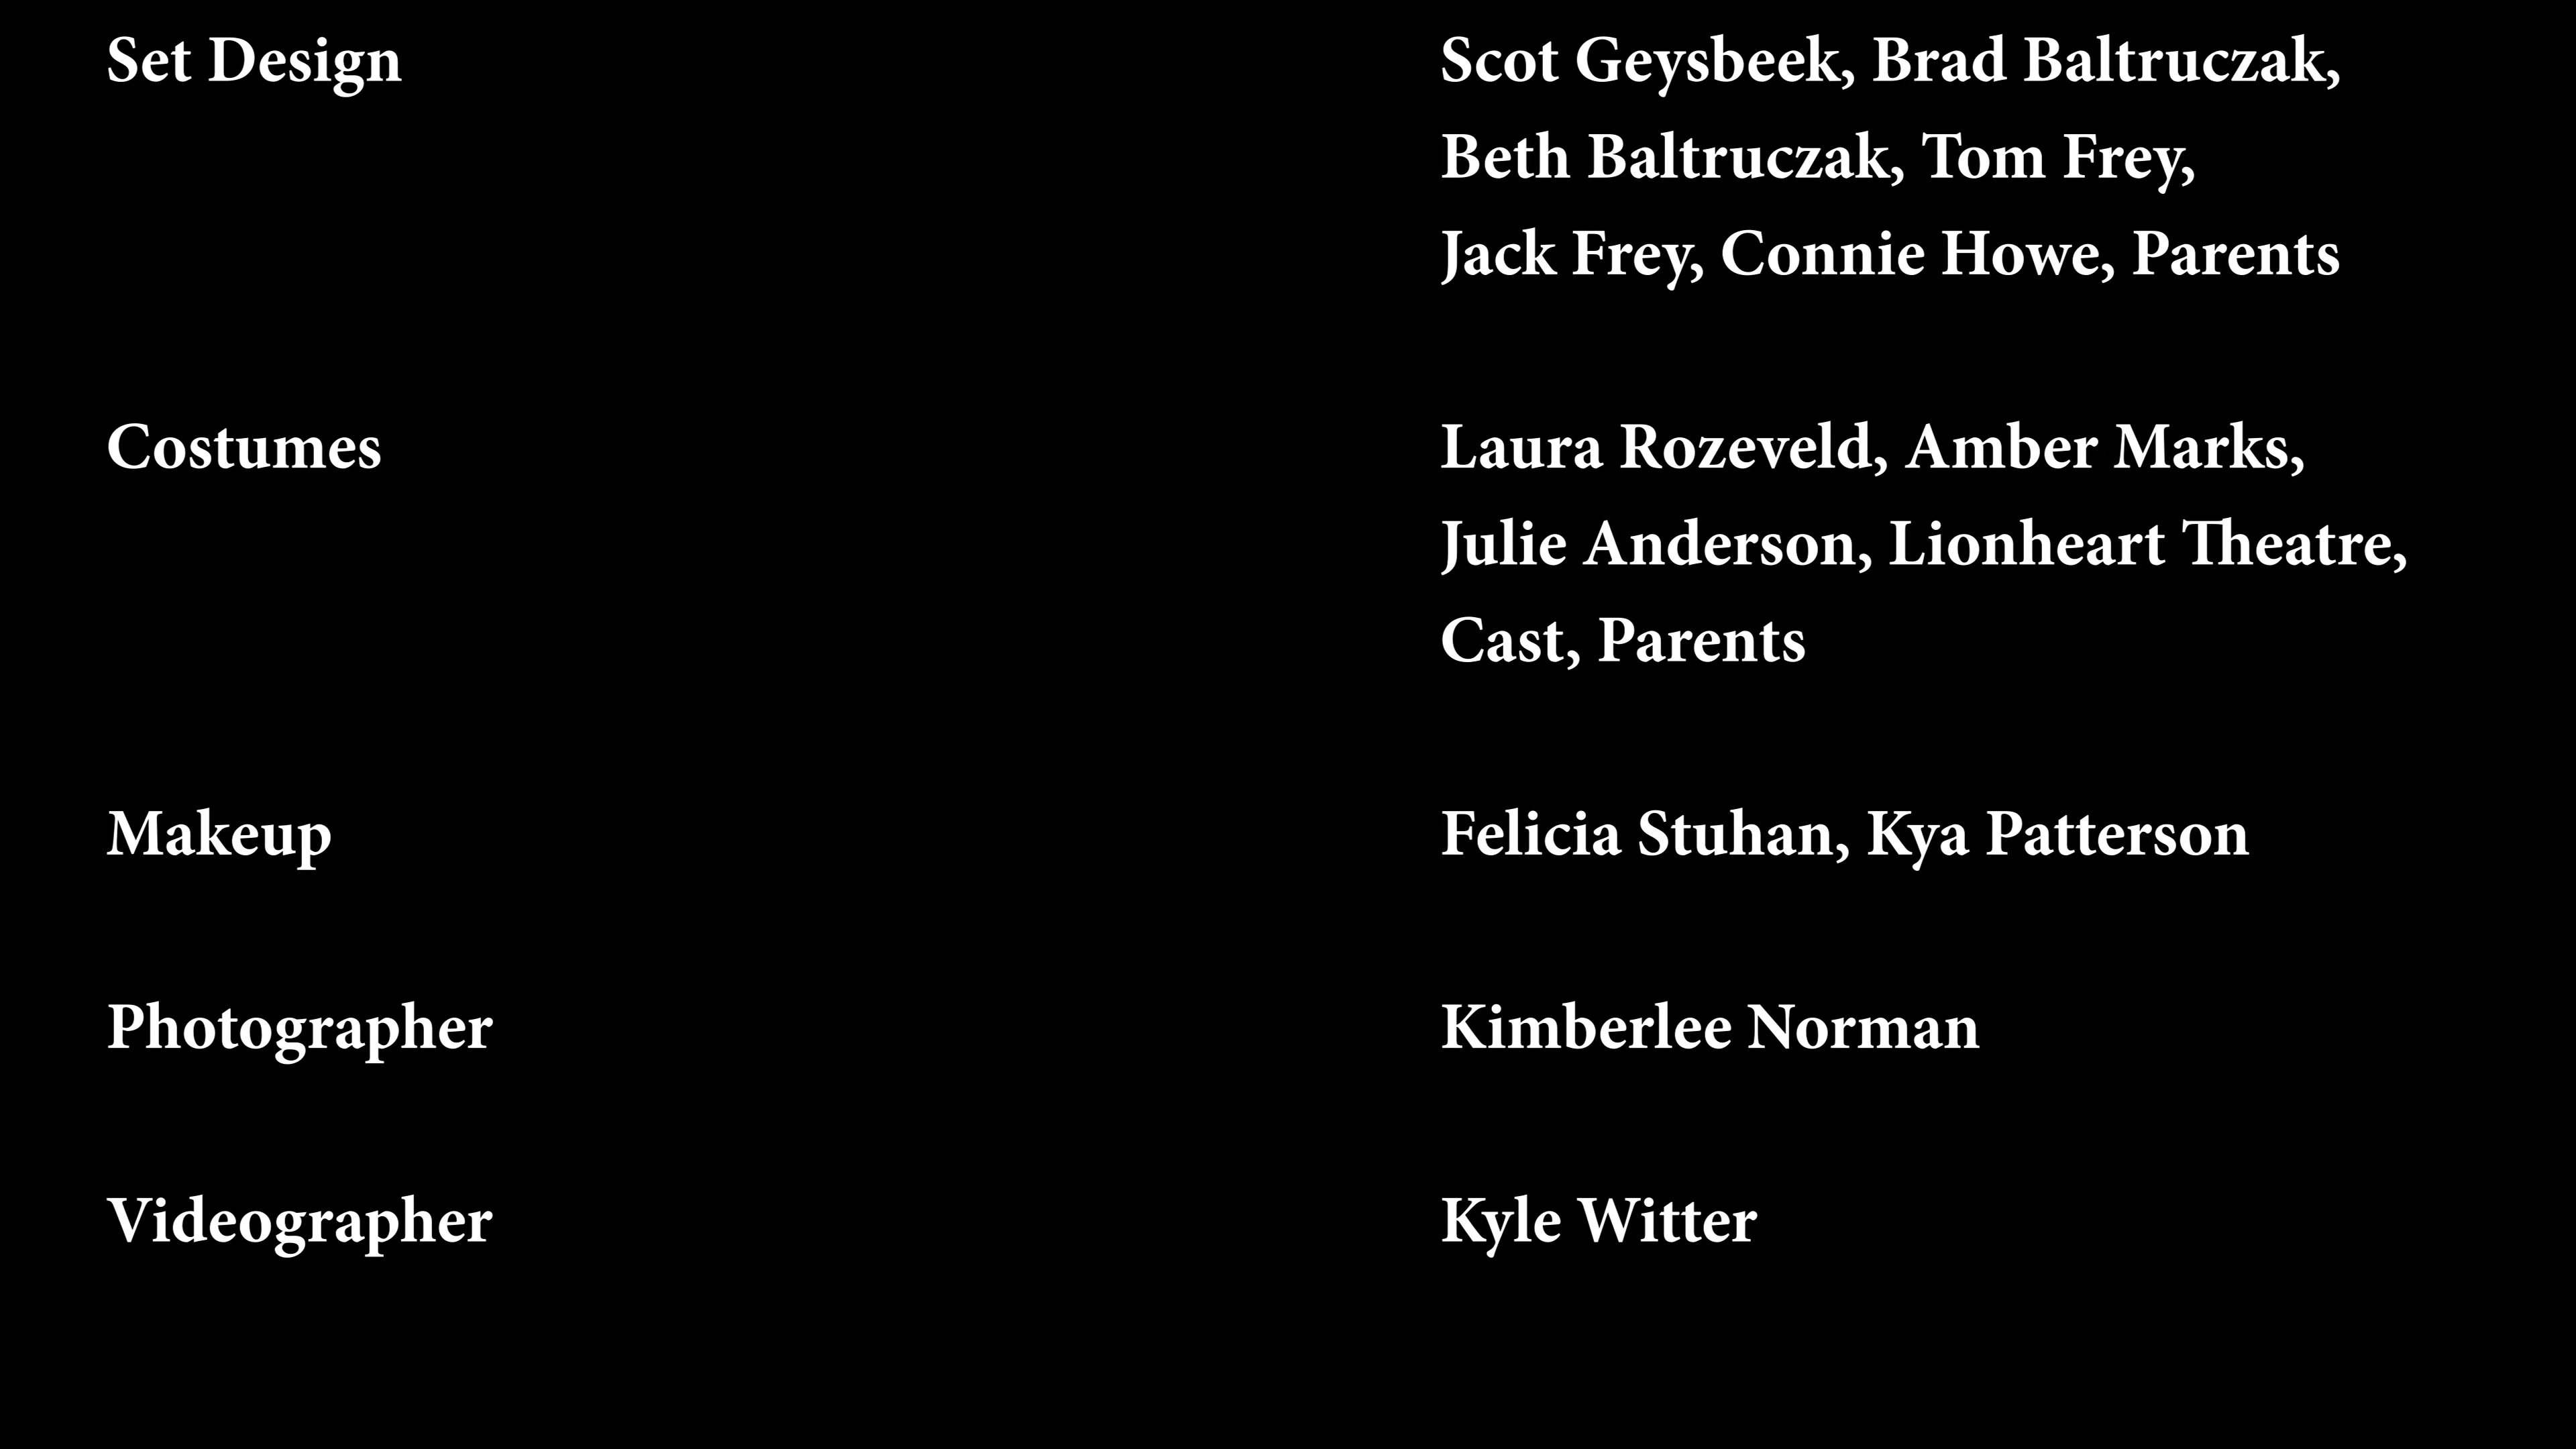 Set Design Scot Geysbeek, Brad Baltruczak,
Beth Baltruczak, Tom Frey,
Jack Frey, Connie Howe, Parents
Costumes Laura Rozeveld, Amber Marks,
Julie Anderson, Lionheart Theatre,
Cast, Parents
Makeup Felicia Stuhan, Kya Patterson
Photographer Kimberlee Norman
Videographer Kyle Witter